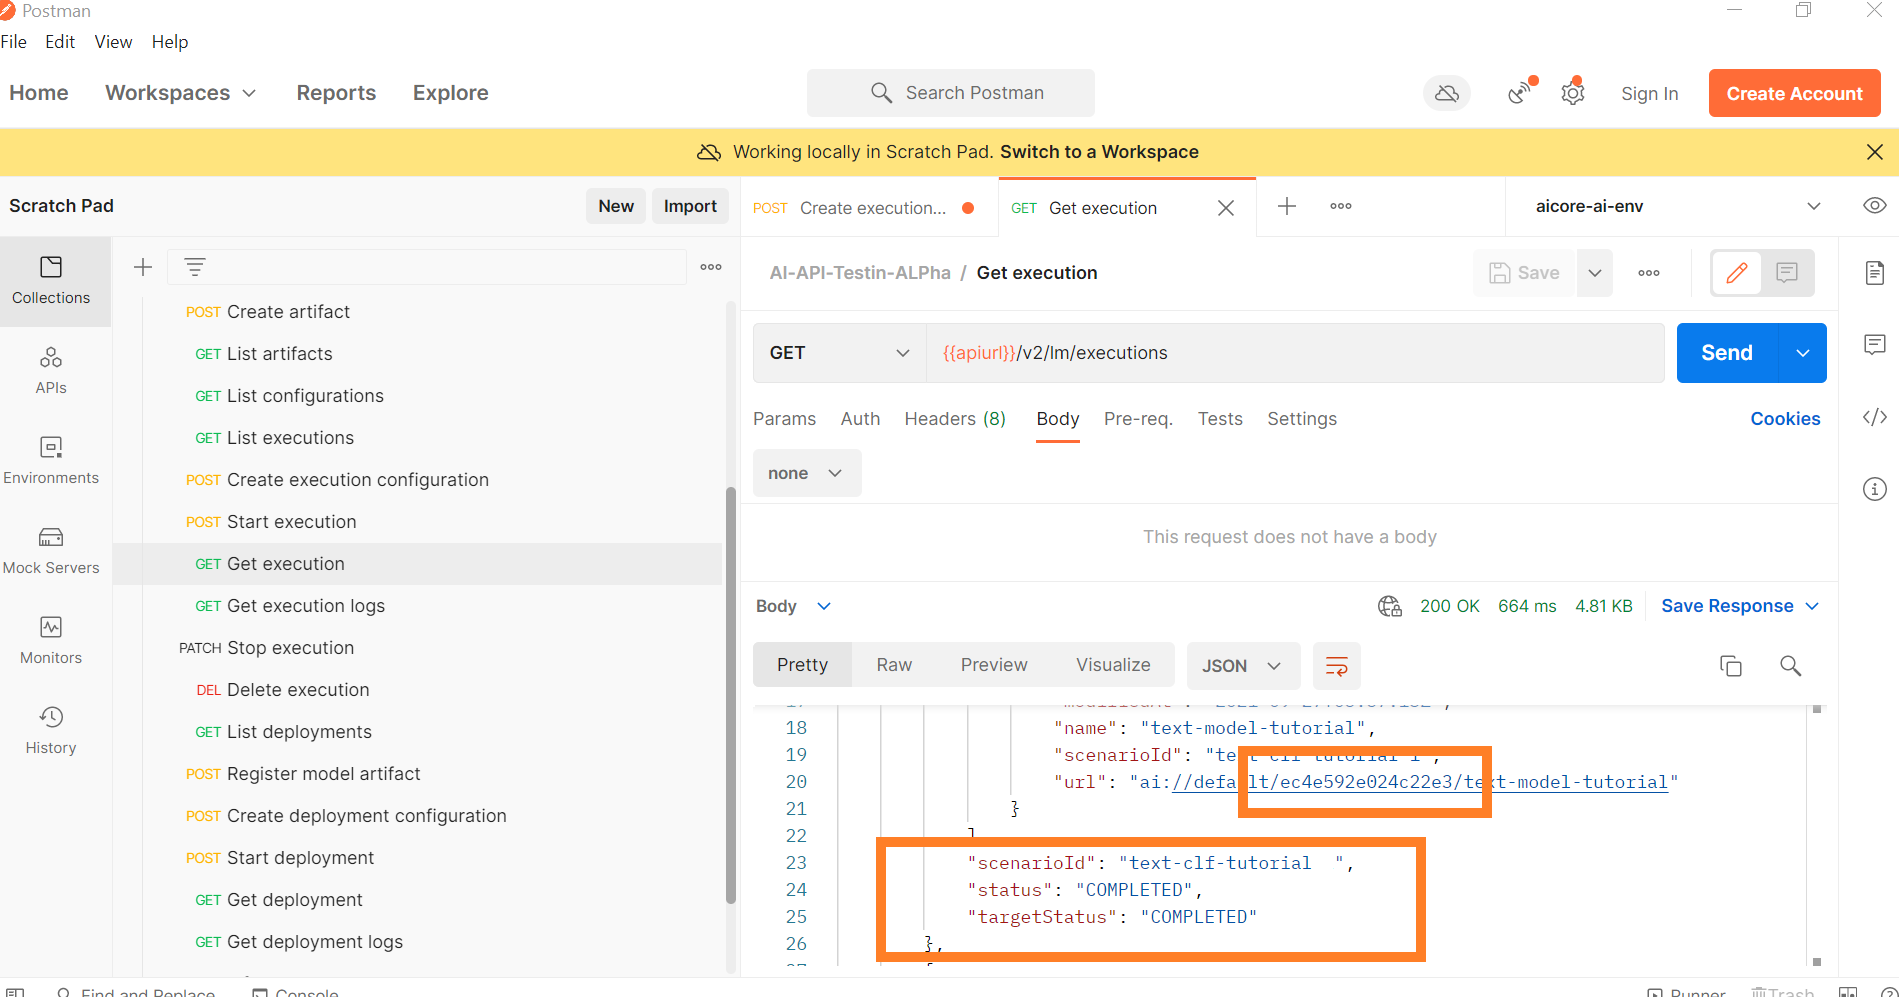 Postman
File Edit View Help
Home Workspaces Reports Explore Search Postman Sign In Create Account
Working locally in Scratch Pad. Switch to a Workspace
Scratch Pad New Import
POST Create execution... GET Get execution aicore-ai-env
Collections
APIs
Environments
Mock Servers
Monitors
History
POST Create artifact
GET List artifacts
GET List configurations
GET List executions
POST Create execution configuration
POST Start execution
GET Get execution
GET Get execution logs
PATCH Stop execution
DEL Delete execution
GET List deployments
POST Register model artifact
POST Create deployment configuration
POST Start deployment
GET Get deployment
GET Get deployment logs
AI-API-Testin-ALPha / Get execution Save
GET {{apiurl}}/v2/lm/executions Send
Params Auth Headers (8) Body Pre-req. Tests Settings Cookies
none
This request does not have a body
Body 200 OK 664 ms 4.81 KB Save Response
Pretty Raw Preview Visualize JSON
18 "name": "text-model-tutorial",
19 "scenarioId": "text-clf-tutorial-1",
20 "url": "ai://default/ec4e592e024c22e3/text-model-tutorial"
21 }
22 ]
23 "scenarioId": "text-clf-tutorial ",
24 "status": "COMPLETED",
25 "targetStatus": "COMPLETED"
26 },
Find and Replace Console Runner Trash